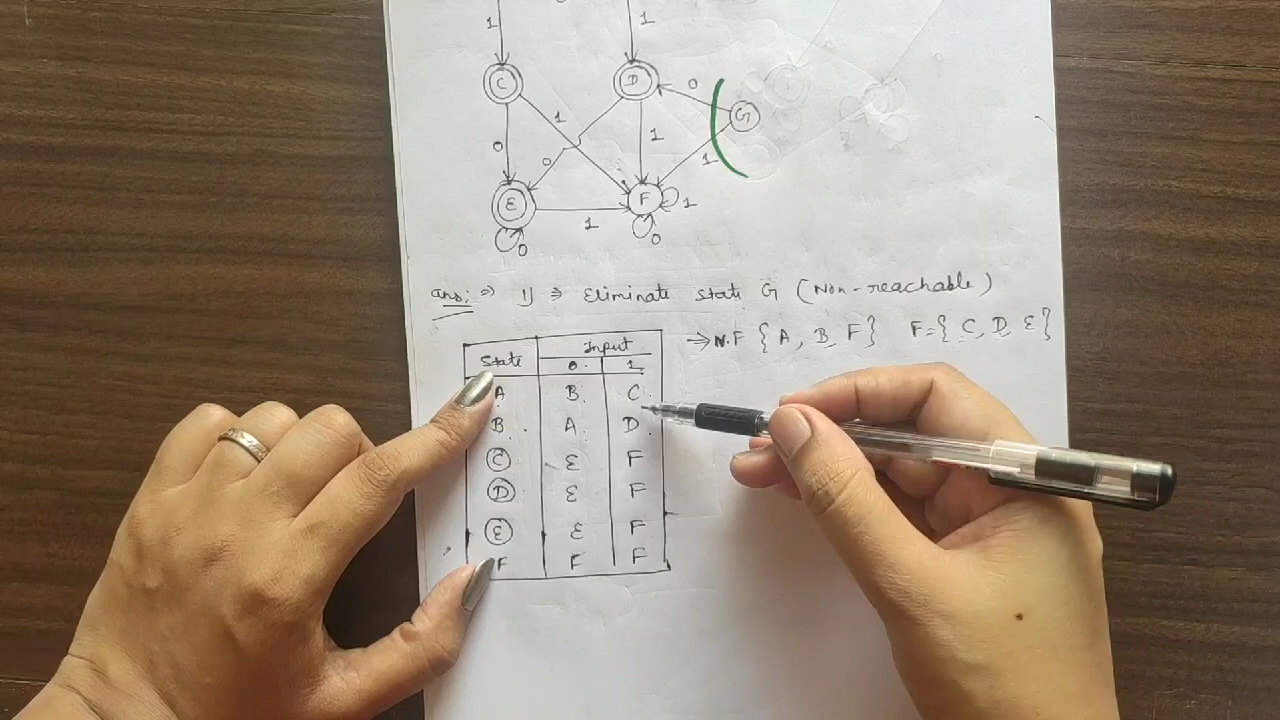 1 1
C D 0 G
1
0 0 1 1
E F 1
1
0 0
ans; ⇒ 1) ⇒ Eliminate state G (Non-reachable)
→ N.F {A, B, F} F={C, D, E}
State Input
0 1
A B C
B A D
C E F
D E F
E E F
F F F